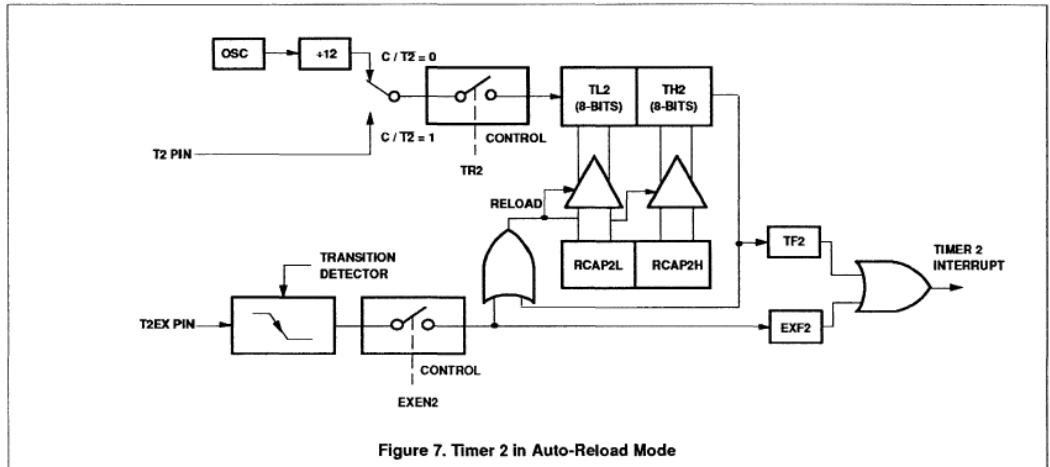 OSC
÷12
C / T2̅ = 0
TL2
(8-BITS)
TH2
(8-BITS)
C / T2̅ = 1
CONTROL
T2 PIN
TR2
RELOAD
TRANSITION
DETECTOR
RCAP2L
RCAP2H
TF2
TIMER 2
INTERRUPT
T2EX PIN
EXF2
CONTROL
EXEN2
Figure 7. Timer 2 in Auto-Reload Mode